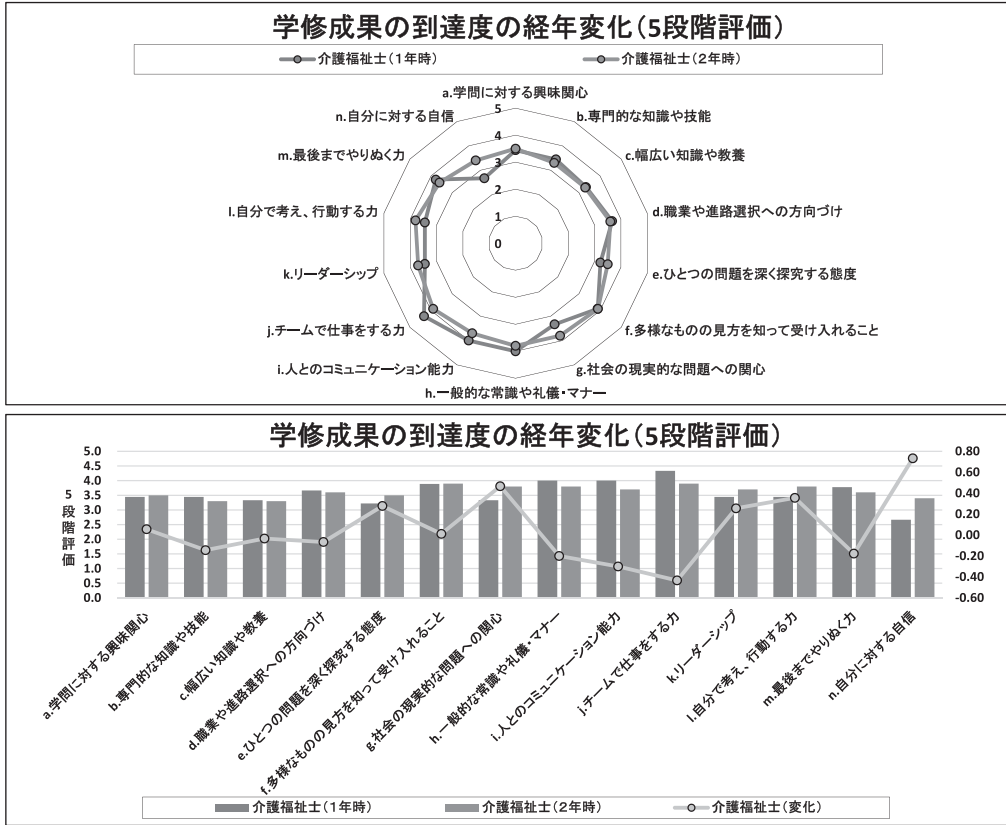 学修成果の到達度の経年変化(5段階評価)
介護福祉士(1年時)
介護福祉士(2年時)
a.学問に対する興味関心
b.専門的な知識や技能
c.幅広い知識や教養
d.職業や進路選択への方向づけ
e.ひとつの問題を深く探究する態度
f.多様なものの見方を知って受け入れること
g.社会の現実的な問題への関心
h.一般的な常識や礼儀・マナー
i.人とのコミュニケーション能力
j.チームで仕事をする力
k.リーダーシップ
l.自分で考え、行動する力
m.最後までやりぬく力
n.自分に対する自信
5
4
3
2
1
0
学修成果の到達度の経年変化(5段階評価)
5段階評価
5.0
4.5
4.0
3.5
3.0
2.5
2.0
1.5
1.0
0.5
0.0
0.80
0.60
0.40
0.20
0.00
-0.20
-0.40
-0.60
a.学問に対する興味関心
b.専門的な知識や技能
c.幅広い知識や教養
d.職業や進路選択への方向づけ
e.ひとつの問題を深く探究する態度
f.多様なものの見方を知って受け入れること
g.社会の現実的な問題への関心
h.一般的な常識や礼儀・マナー
i.人とのコミュニケーション能力
j.チームで仕事をする力
k.リーダーシップ
l.自分で考え、行動する力
m.最後までやりぬく力
n.自分に対する自信
介護福祉士(1年時)
介護福祉士(2年時)
介護福祉士(変化)